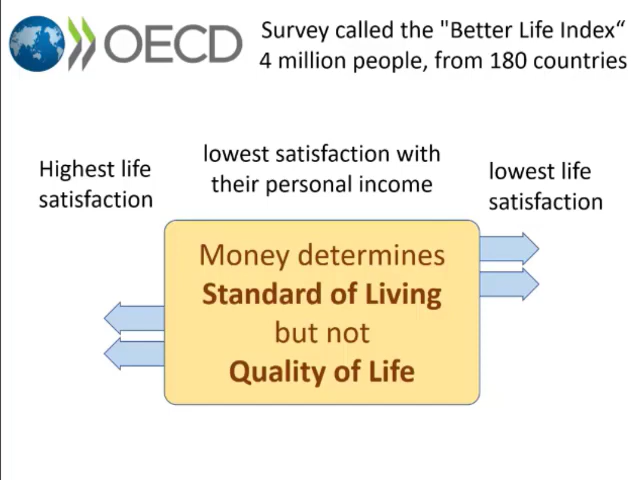 OECD
Survey called the "Better Life Index“
4 million people, from 180 countries
Highest life
satisfaction
lowest satisfaction with
their personal income
lowest life
satisfaction
Money determines
Standard of Living
but not
Quality of Life